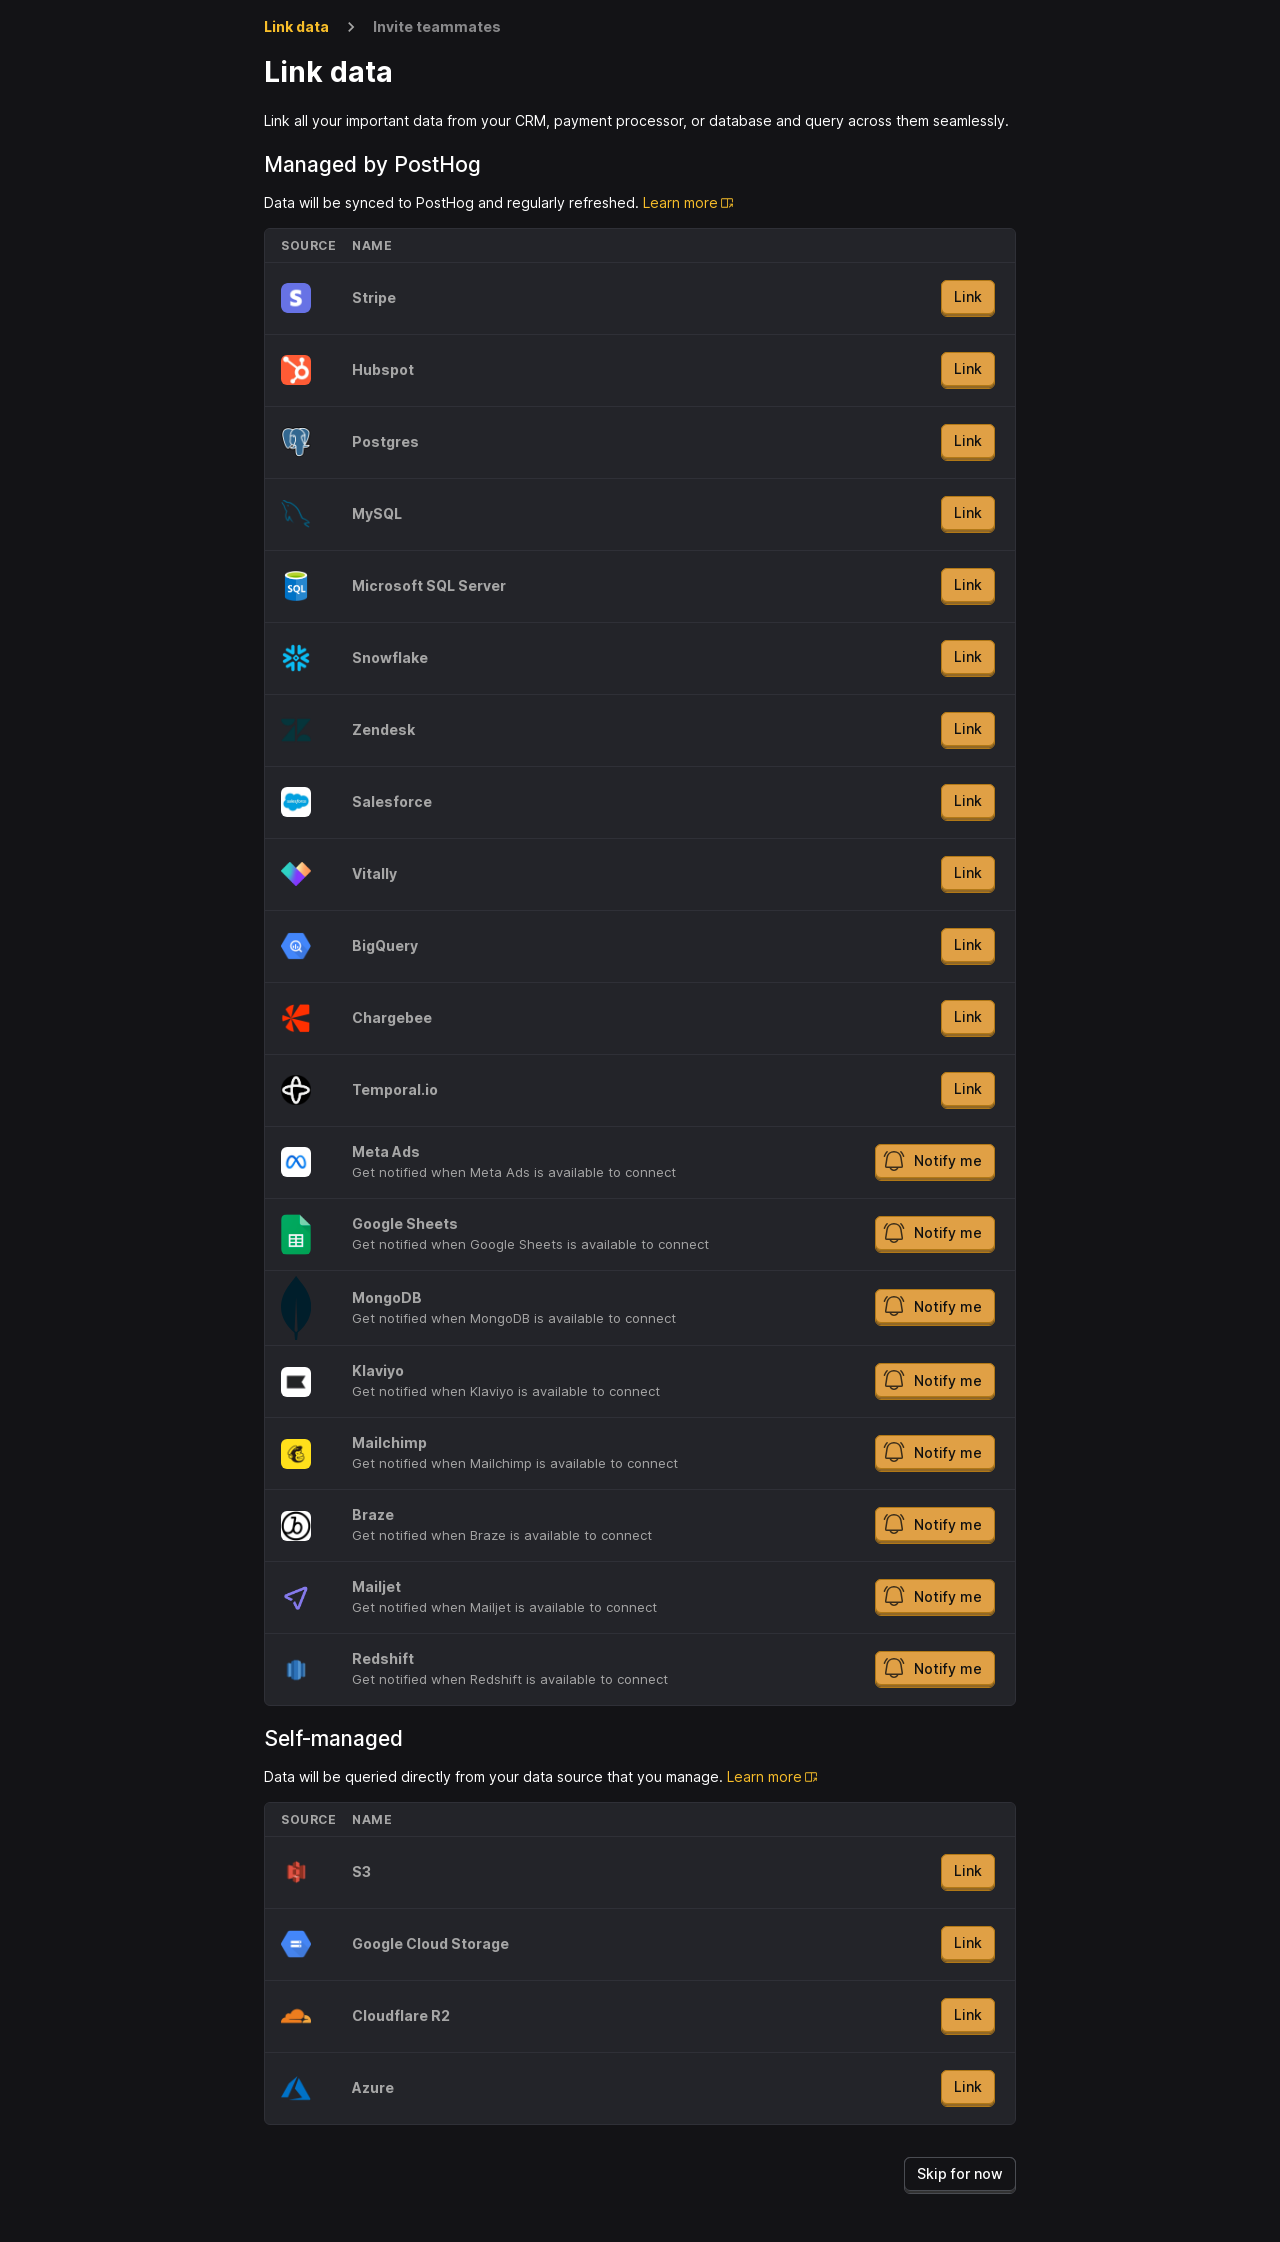 Link data > Invite teammates
Link data
Link all your important data from your CRM, payment processor, or database and query across them seamlessly.
Managed by PostHog
Data will be synced to PostHog and regularly refreshed. Learn more
SOURCE NAME
S Stripe Link
Hubspot Link
Postgres Link
MySQL Link
SQL Microsoft SQL Server Link
Snowflake Link
Zendesk Link
salesforce Salesforce Link
Vitally Link
BigQuery Link
Chargebee Link
Temporal.io Link
Meta Ads
Get notified when Meta Ads is available to connect
Notify me
Google Sheets
Get notified when Google Sheets is available to connect
Notify me
MongoDB
Get notified when MongoDB is available to connect
Notify me
Klaviyo
Get notified when Klaviyo is available to connect
Notify me
Mailchimp
Get notified when Mailchimp is available to connect
Notify me
b Braze
Get notified when Braze is available to connect
Notify me
Mailjet
Get notified when Mailjet is available to connect
Notify me
Redshift
Get notified when Redshift is available to connect
Notify me
Self-managed
Data will be queried directly from your data source that you manage. Learn more
SOURCE NAME
S3 Link
Google Cloud Storage Link
Cloudflare R2 Link
Azure Link
Skip for now